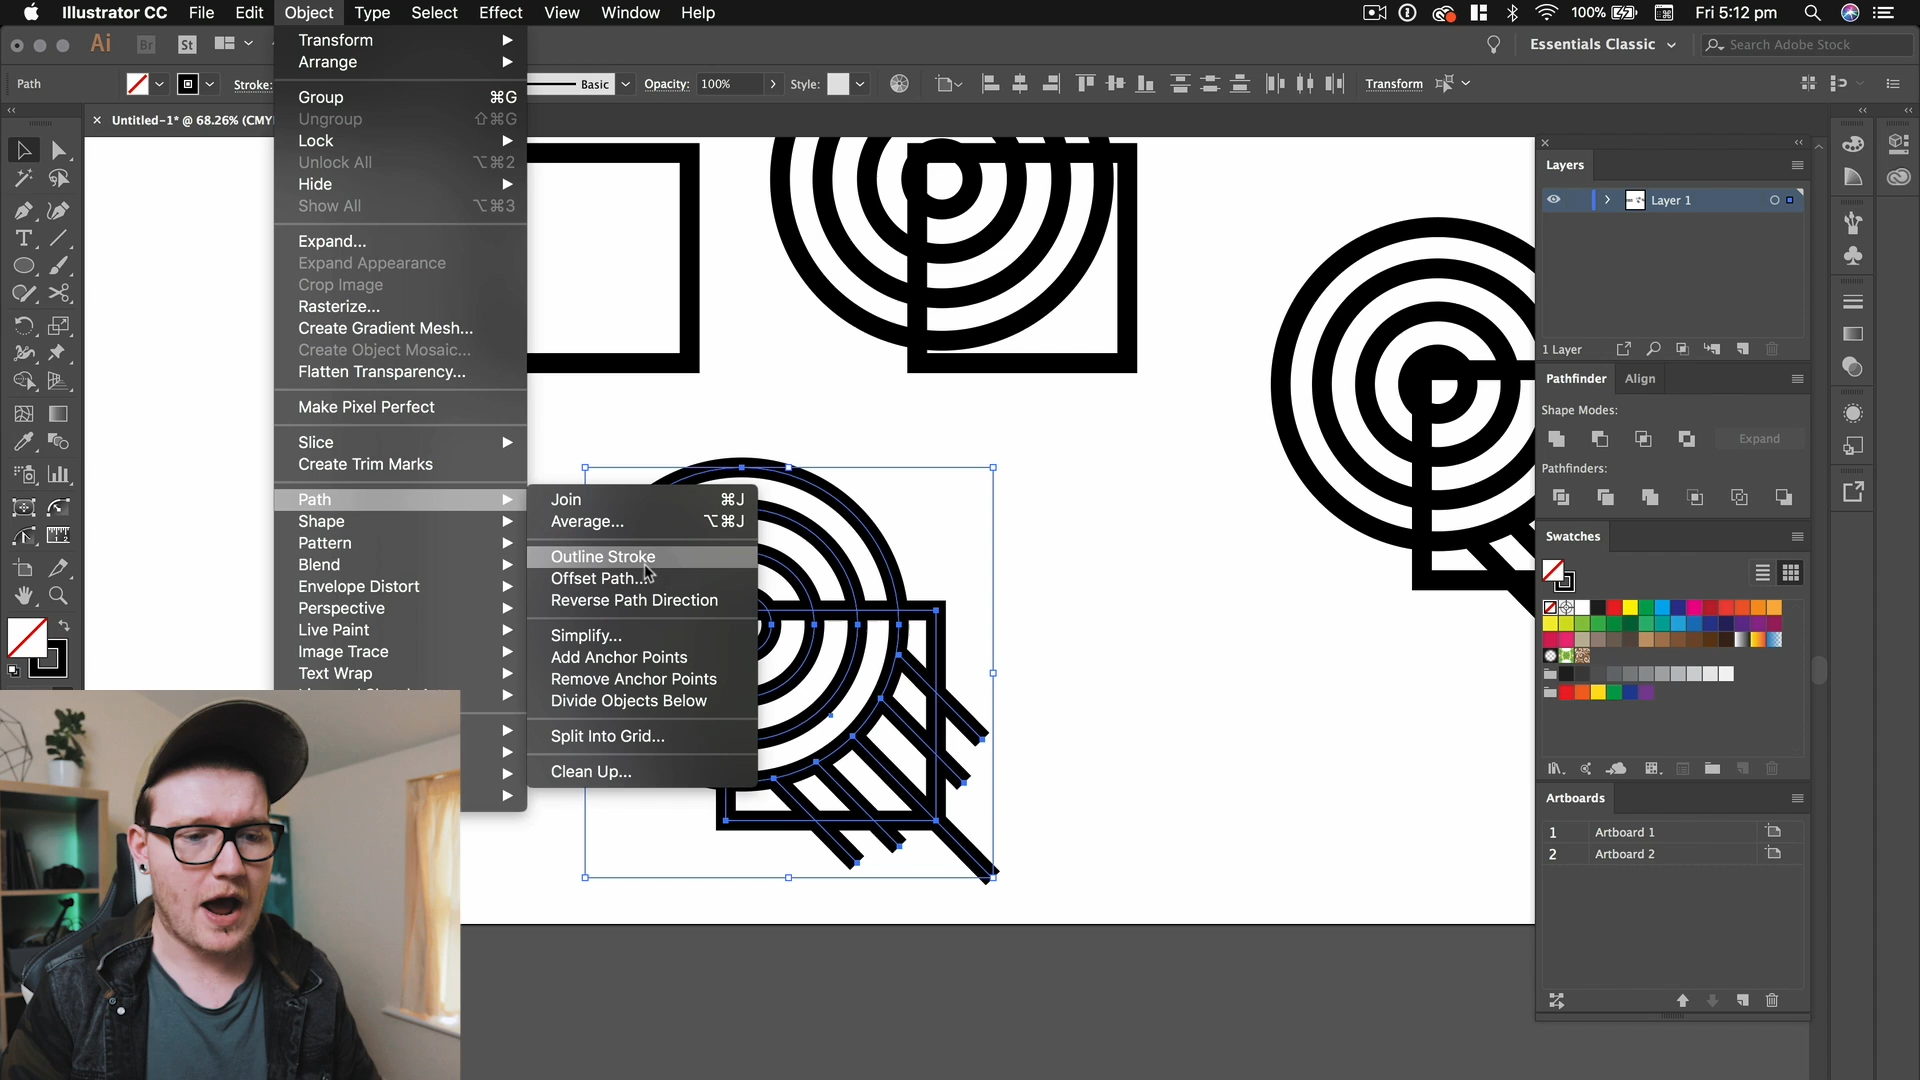 Illustrator CC File Edit Object Type Select Effect View Window Help
100% Fri 5:12 pm
Ai Br St
Essentials Classic
Search Adobe Stock
Path
Stroke:
Basic
Opacity: 100%
Style:
Transform
Untitled-1* @ 68.26% (CMY
Transform
Arrange
Group ⌘G
Ungroup ⇧⌘G
Lock
Unlock All ⌥⌘2
Hide
Show All ⌥⌘3
Expand...
Expand Appearance
Crop Image
Rasterize...
Create Gradient Mesh...
Create Object Mosaic...
Flatten Transparency...
Make Pixel Perfect
Slice
Create Trim Marks
Path
Shape
Pattern
Blend
Envelope Distort
Perspective
Live Paint
Image Trace
Text Wrap
Join ⌘J
Average... ⌥⌘J
Outline Stroke
Offset Path...
Reverse Path Direction
Simplify...
Add Anchor Points
Remove Anchor Points
Divide Objects Below
Split Into Grid...
Clean Up...
Layers
Layer 1
1 Layer
Pathfinder Align
Shape Modes:
Expand
Pathfinders:
Swatches
Artboards
1 Artboard 1
2 Artboard 2